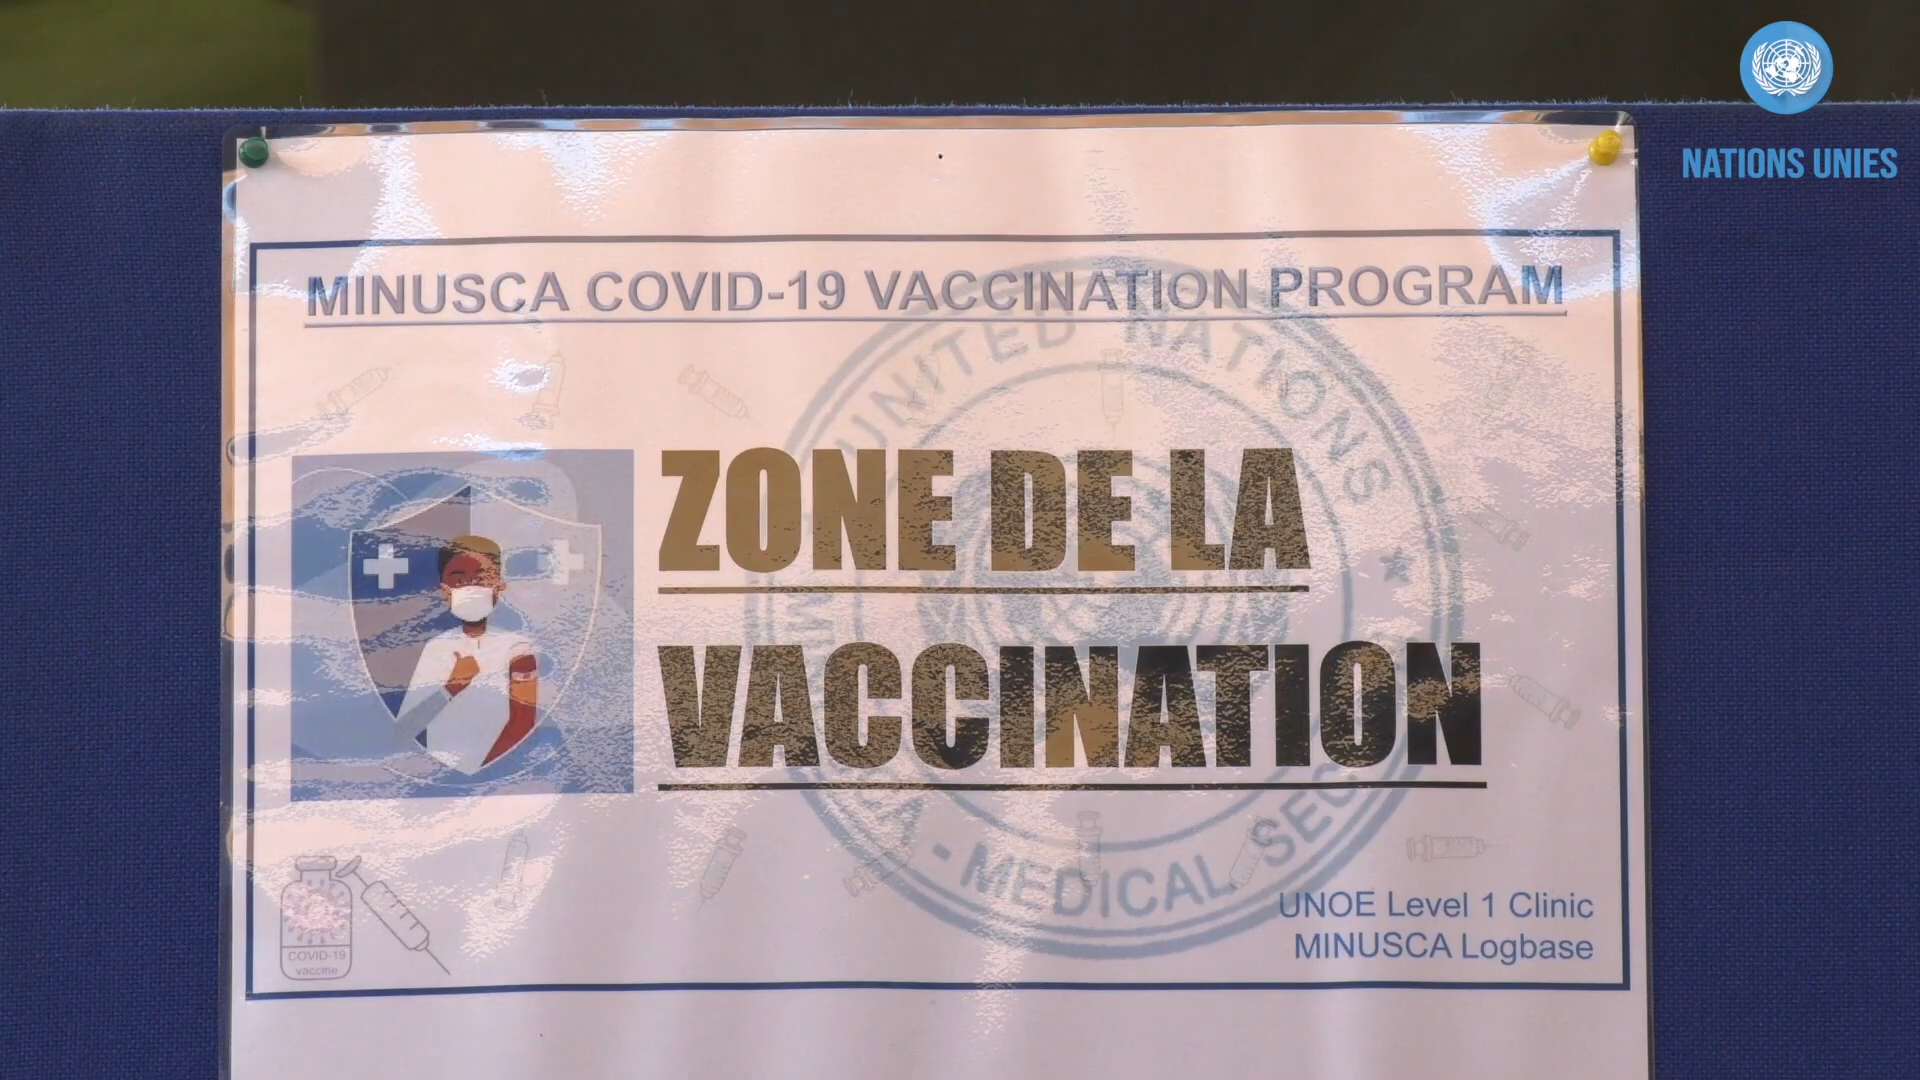 NATIONS UNIES
MINUSCA COVID-19 VACCINATION PROGRAM
UNITED NATIONS
ZONE DE LA
VACCINATION
- MEDICAL SEC
UNOE Level 1 Clinic
MINUSCA Logbase
COVID-19
vaccine